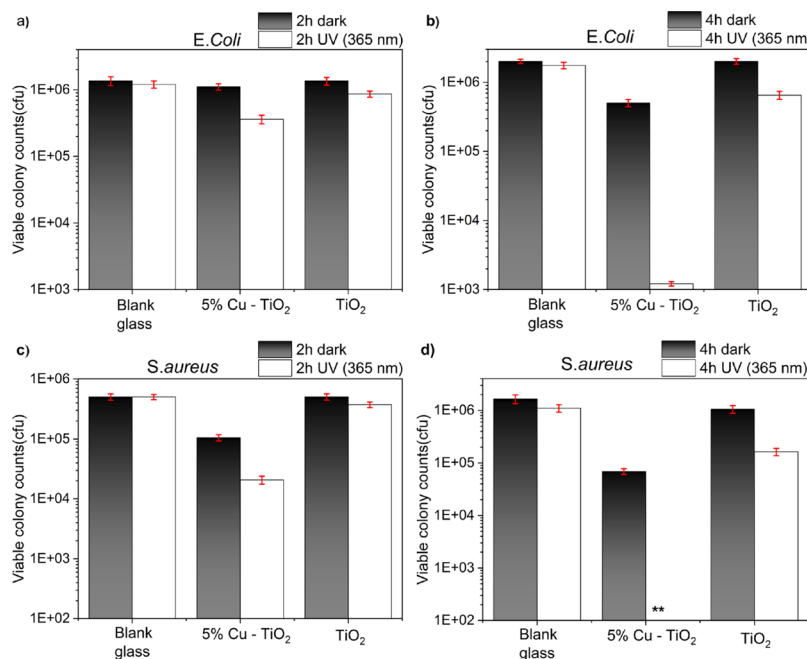 a)
E.Coli
2h dark
2h UV (365 nm)
Viable colony counts(cfu)
1E+06
1E+05
1E+04
1E+03
Blank
glass
5% Cu - TiO₂
TiO₂
b)
E.Coli
4h dark
4h UV (365 nm)
Viable colony counts(cfu)
1E+06
1E+05
1E+04
1E+03
Blank
glass
5% Cu - TiO₂
TiO₂
c)
S.aureus
2h dark
2h UV (365 nm)
Viable colony counts(cfu)
1E+06
1E+05
1E+04
1E+03
1E+02
Blank
glass
5% Cu - TiO₂
TiO₂
d)
S.aureus
4h dark
4h UV (365 nm)
Viable colony counts(cfu)
1E+06
1E+05
1E+04
1E+03
1E+02
**
Blank
glass
5% Cu - TiO₂
TiO₂